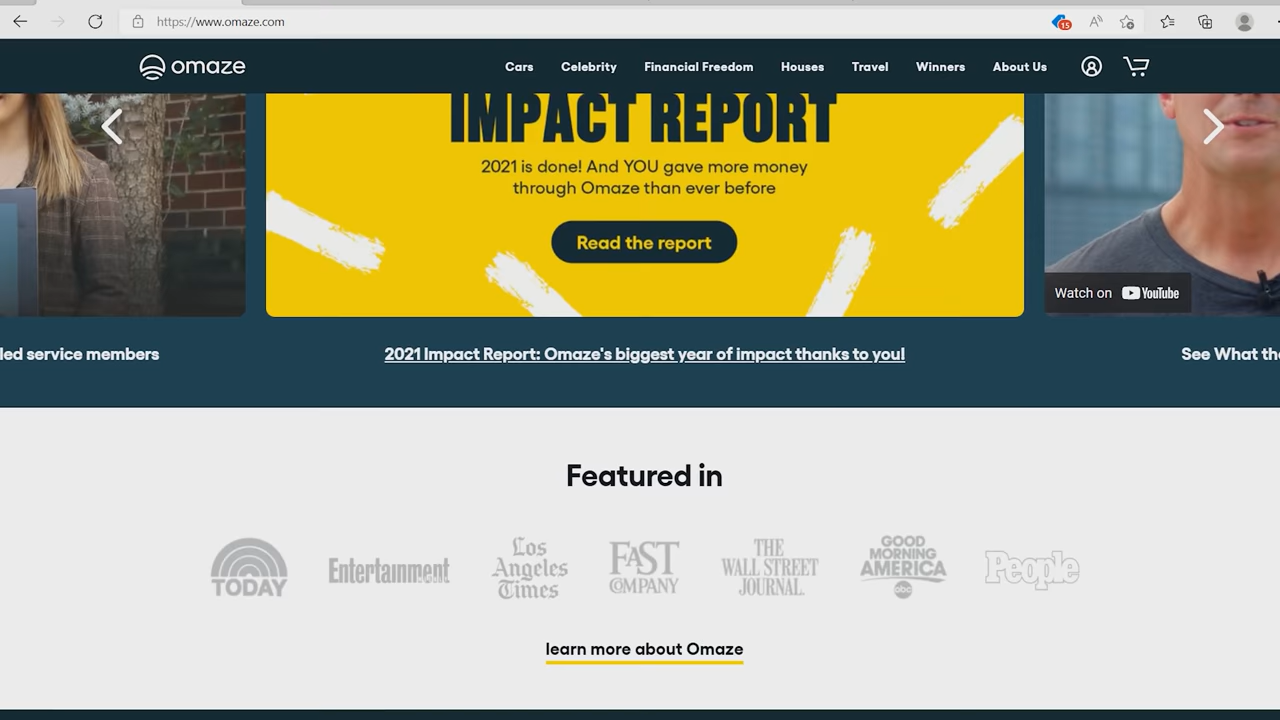 https://www.omaze.com
15
omaze
Cars Celebrity Financial Freedom Houses Travel Winners About Us
IMPACT REPORT
2021 is done! And YOU gave more money
through Omaze than ever before
Read the report
Watch on YouTube
led service members
2021 Impact Report: Omaze's biggest year of impact thanks to you!
See What th
Featured in
TODAY
Entertainment
Los
Angeles
Times
FAST
COMPANY
THE
WALL STREET
JOURNAL.
GOOD
MORNING
AMERICA
abc
People
learn more about Omaze